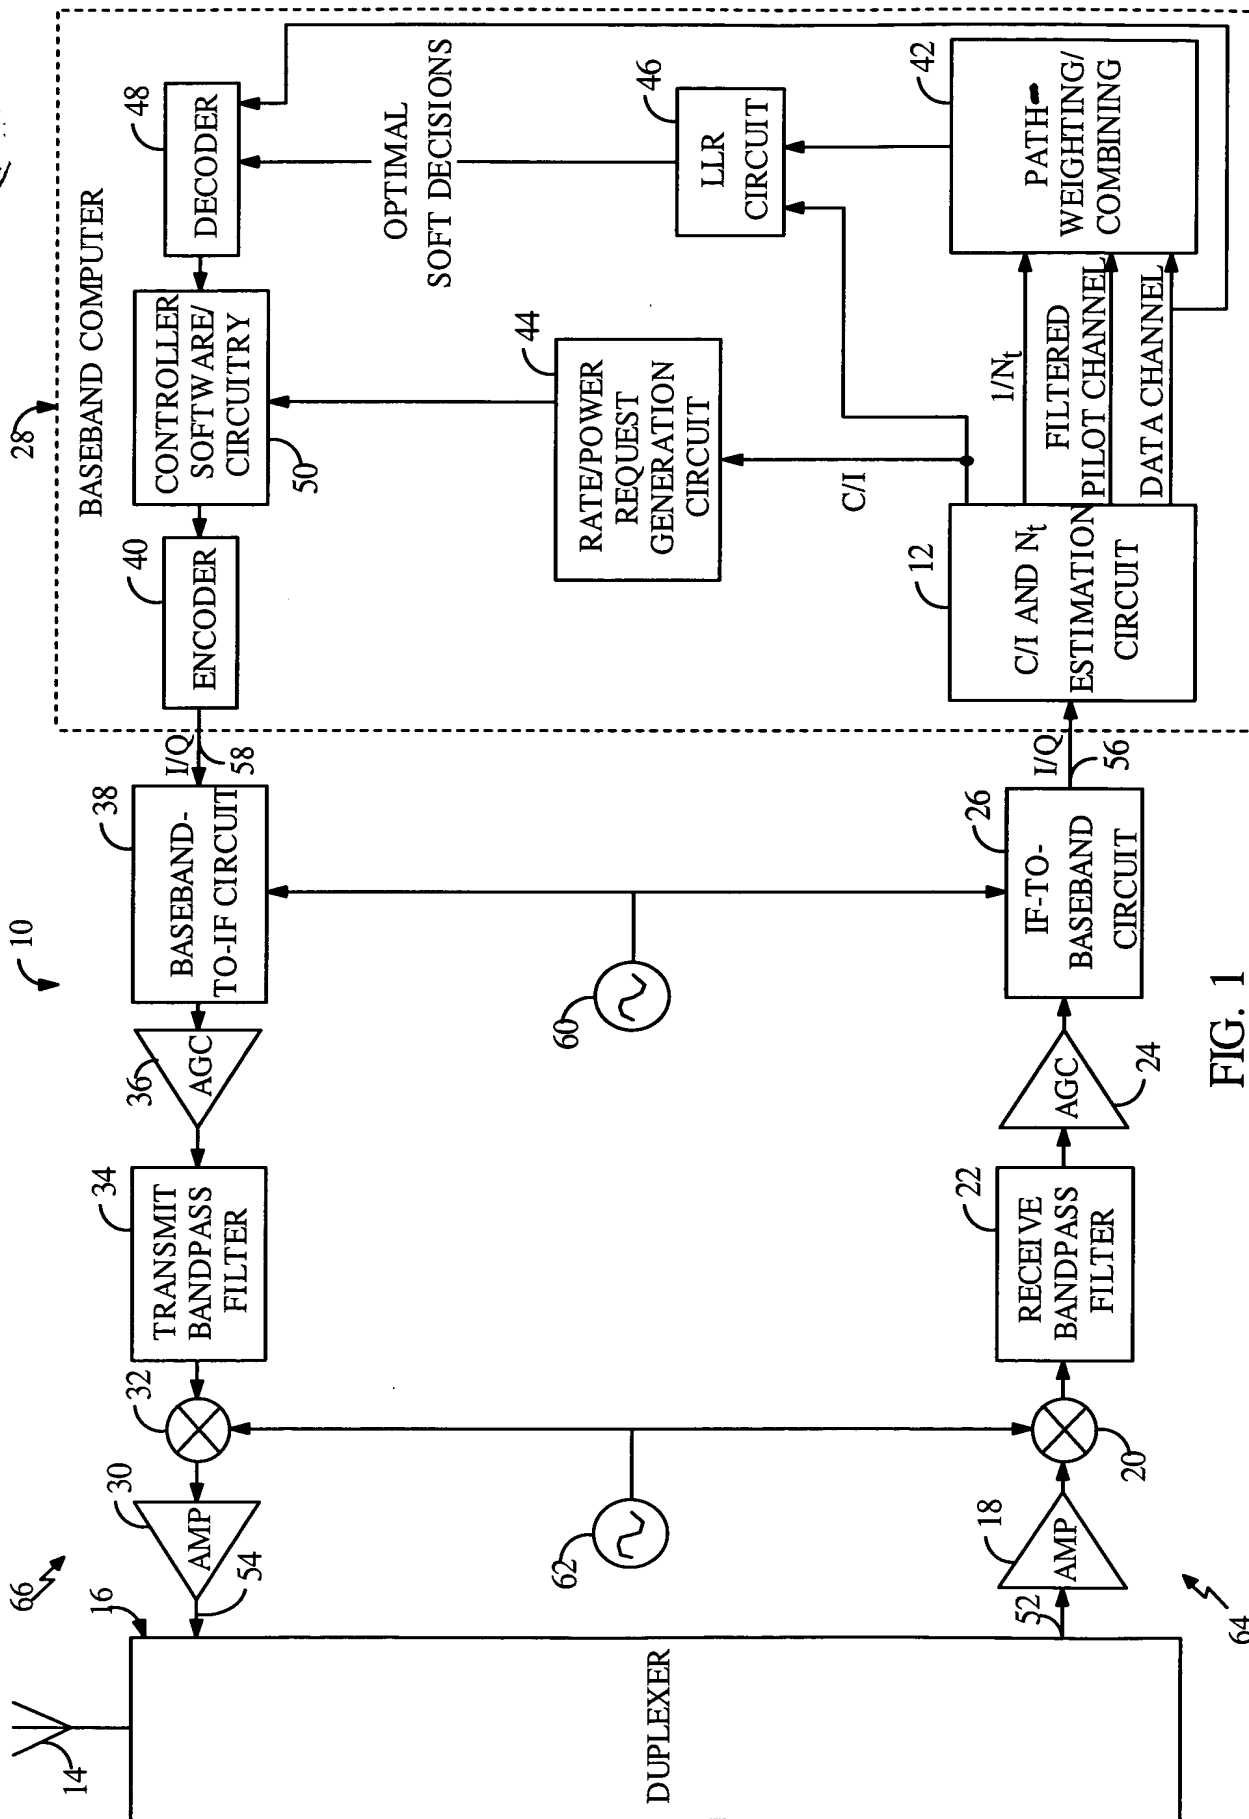 10
28
BASEBAND COMPUTER
14
16
66
54
30
AMP
32
TRANSMIT
BANDPASS
FILTER
34
36
AGC
38
BASEBAND-
TO-IF CIRCUIT
I/Q
58
40
ENCODER
CONTROLLER
SOFTWARE/
CIRCUITRY
50
48
DECODER
OPTIMAL
SOFT DECISIONS
DUPLEXER
62
60
44
RATE/POWER
REQUEST
GENERATION
CIRCUIT
46
LLR
CIRCUIT
C/I
64
52
18
AMP
20
22
RECEIVE
BANDPASS
FILTER
AGC
24
26
IF-TO-
BASEBAND
CIRCUIT
I/Q
56
12
C/I AND Nt
ESTIMATION
CIRCUIT
1/Nt
FILTERED
PILOT CHANNEL
DATA CHANNEL
42
PATH-
WEIGHTING/
COMBINING
FIG. 1